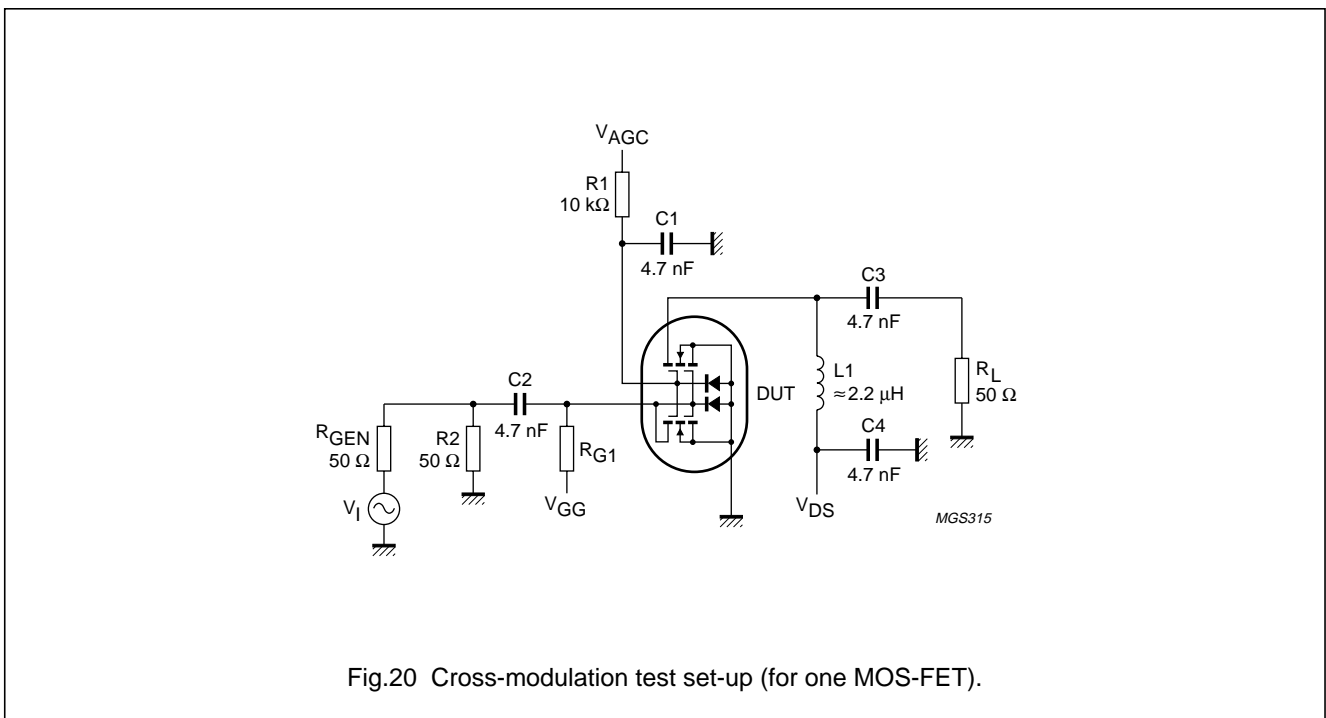 VAGC
R1
10 kΩ
C1
4.7 nF
C3
4.7 nF
L1
≈2.2 μH
RL
50 Ω
DUT
C2
4.7 nF
RGEN
50 Ω
R2
50 Ω
RG1
C4
4.7 nF
VI
VGG
VDS
MGS315
Fig.20 Cross-modulation test set-up (for one MOS-FET).